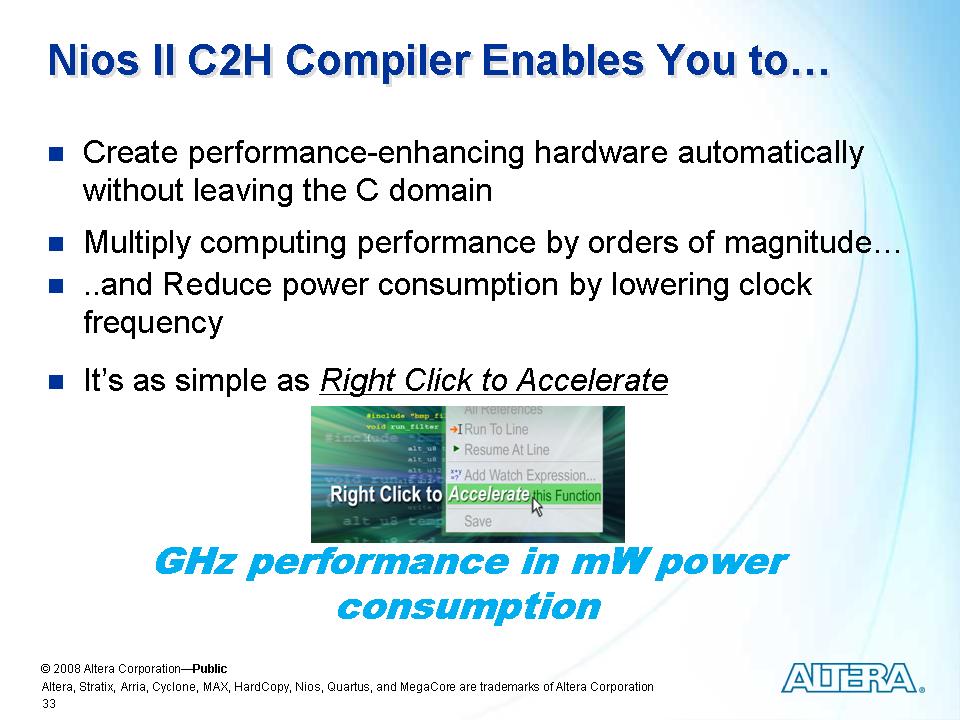 Nios II C2H Compiler Enables You to…
Create performance-enhancing hardware automatically
without leaving the C domain
Multiply computing performance by orders of magnitude…
..and Reduce power consumption by lowering clock
frequency
It's as simple as Right Click to Accelerate
#include "bmp_fi
void run_filter
#include
alt_u8
alt_u8
alt_u32
void run
All References
Run To Line
Resume At Line
x+y
=?
Add Watch Expression...
Right Click to Accelerate this Function
Save
alt_u8 temp
alt_u8 red
GHz performance in mW power
consumption
© 2008 Altera Corporation—Public
Altera, Stratix, Arria, Cyclone, MAX, HardCopy, Nios, Quartus, and MegaCore are trademarks of Altera Corporation
33
ALTERA®